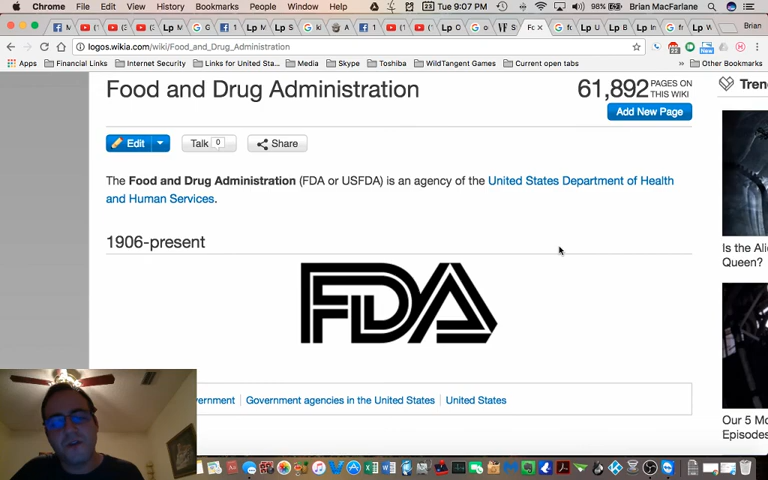 Chrome File Edit View History Bookmarks People Window Help 23 98% Tue 9:07 PM Brian MacFarlane
Brian
logos.wikia.com/wiki/Food_and_Drug_Administration
Apps Financial Links Internet Security Links for United Sta... Media Skype Toshiba WildTangent Games Current open tabs Other Bookmarks
Food and Drug Administration
61,892 PAGES ON THIS WIKI
Add New Page
Edit Talk 0 Share
The Food and Drug Administration (FDA or USFDA) is an agency of the United States Department of Health
and Human Services.
1906-present
FDA
Government agencies in the United States United States
Is the
Queen?
Our 5
Episodes